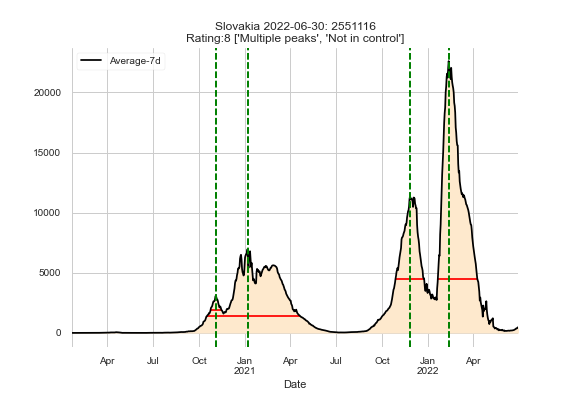 Slovakia 2022-06-30: 2551116
Rating:8 ['Multiple peaks', 'Not in control']
Average-7d
20000
15000
10000
5000
0
Apr Jul Oct Jan Apr Jul Oct Jan Apr
2021 2022
Date